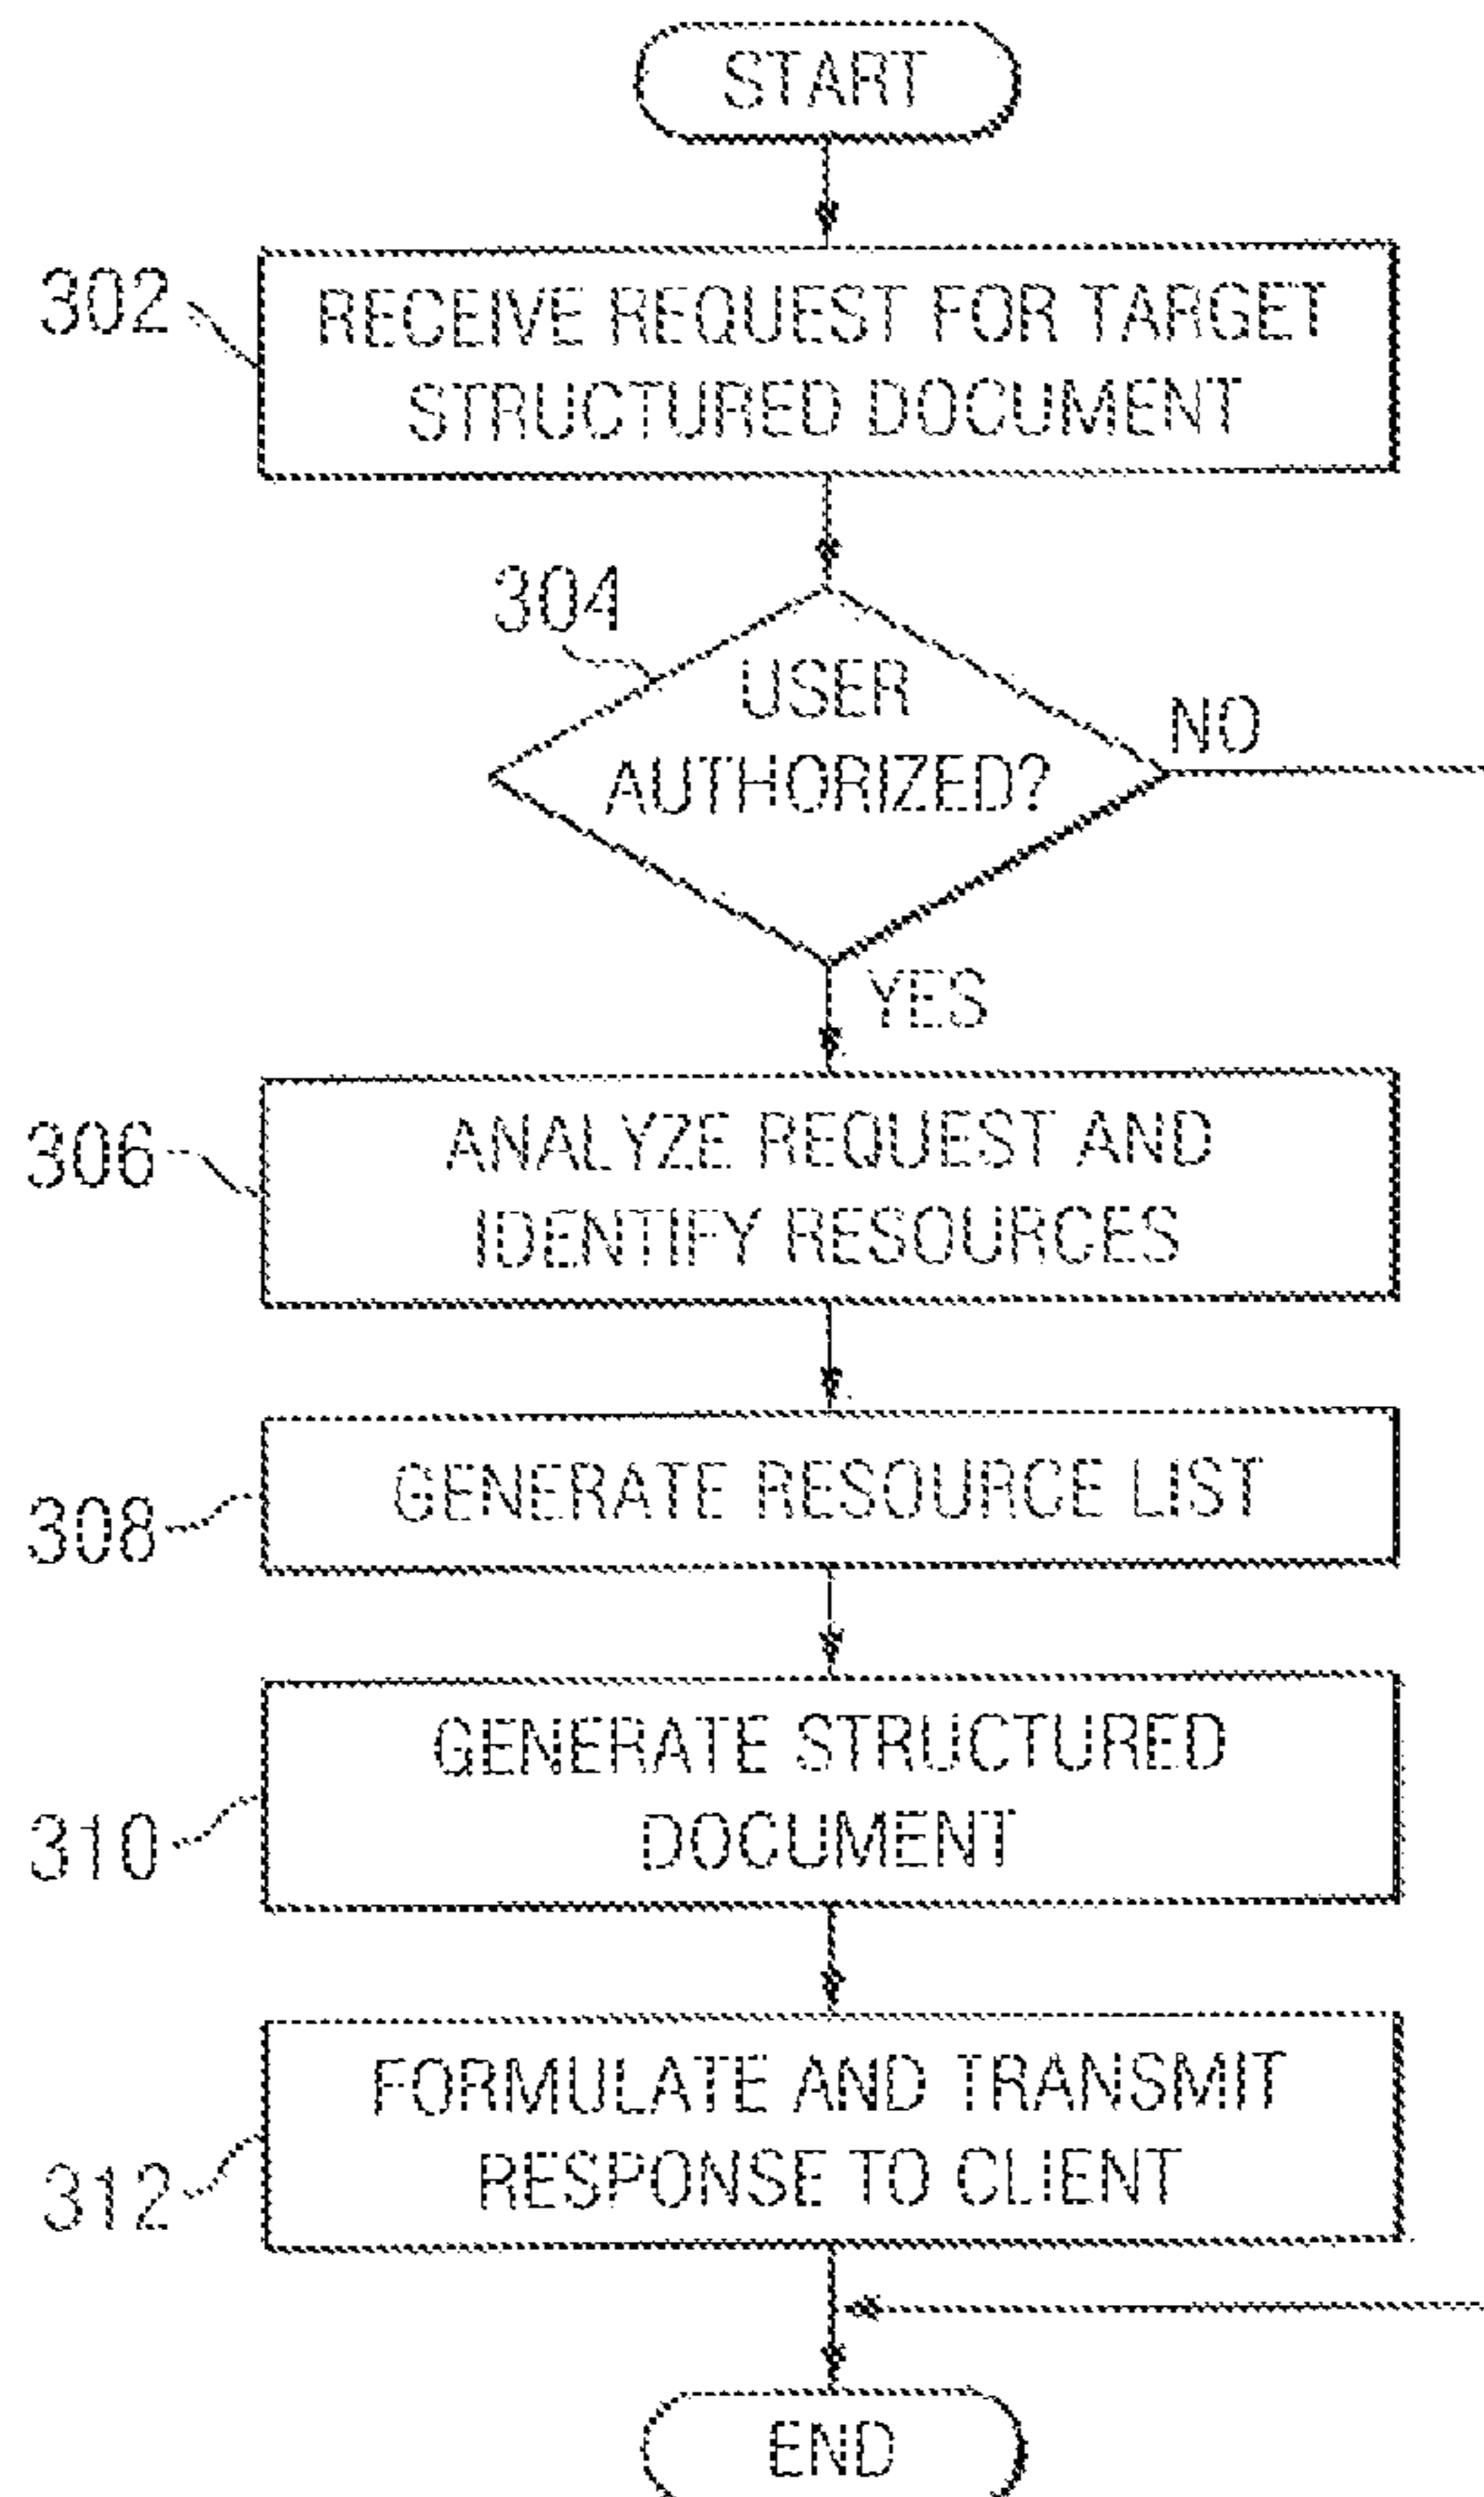 START
302
RECEIVE REQUEST FOR TARGET
STRUCTURED DOCUMENT
304
USER
AUTHORIZED?
NO
YES
306
ANALYZE REQUEST AND
IDENTIFY RESOURCES
308
GENERATE RESOURCE LIST
310
GENERATE STRUCTURED
DOCUMENT
312
FORMULATE AND TRANSMIT
RESPONSE TO CLIENT
END